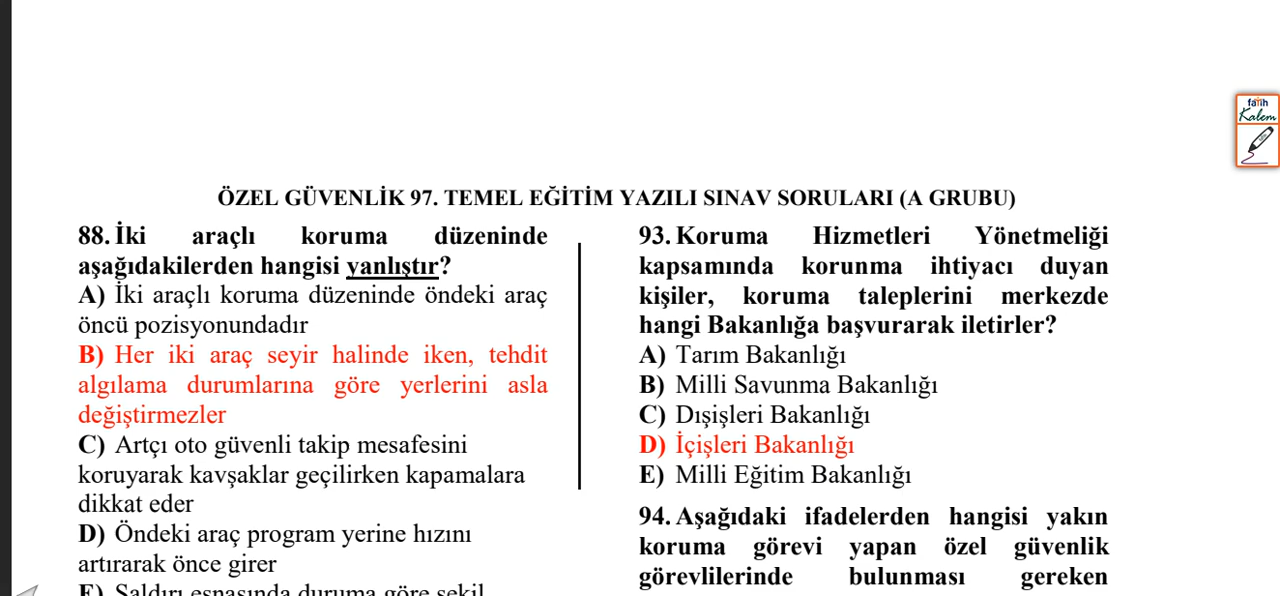 fatih
Kalem
ÖZEL GÜVENLİK 97. TEMEL EĞİTİM YAZILI SINAV SORULARI (A GRUBU)
88. İki araçlı koruma düzeninde
aşağıdakilerden hangisi yanlıştır?
A) İki araçlı koruma düzeninde öndeki araç
öncü pozisyonundadır
B) Her iki araç seyir halinde iken, tehdit
algılama durumlarına göre yerlerini asla
değiştirmezler
C) Artçı oto güvenli takip mesafesini
koruyarak kavşaklar geçilirken kapamalara
dikkat eder
D) Öndeki araç program yerine hızını
artırarak önce girer
E) Saldırı esnasında duruma göre şekil
93. Koruma Hizmetleri Yönetmeliği
kapsamında korunma ihtiyacı duyan
kişiler, koruma taleplerini merkezde
hangi Bakanlığa başvurarak iletirler?
A) Tarım Bakanlığı
B) Milli Savunma Bakanlığı
C) Dışişleri Bakanlığı
D) İçişleri Bakanlığı
E) Milli Eğitim Bakanlığı
94. Aşağıdaki ifadelerden hangisi yakın
koruma görevi yapan özel güvenlik
görevlilerinde bulunması gereken